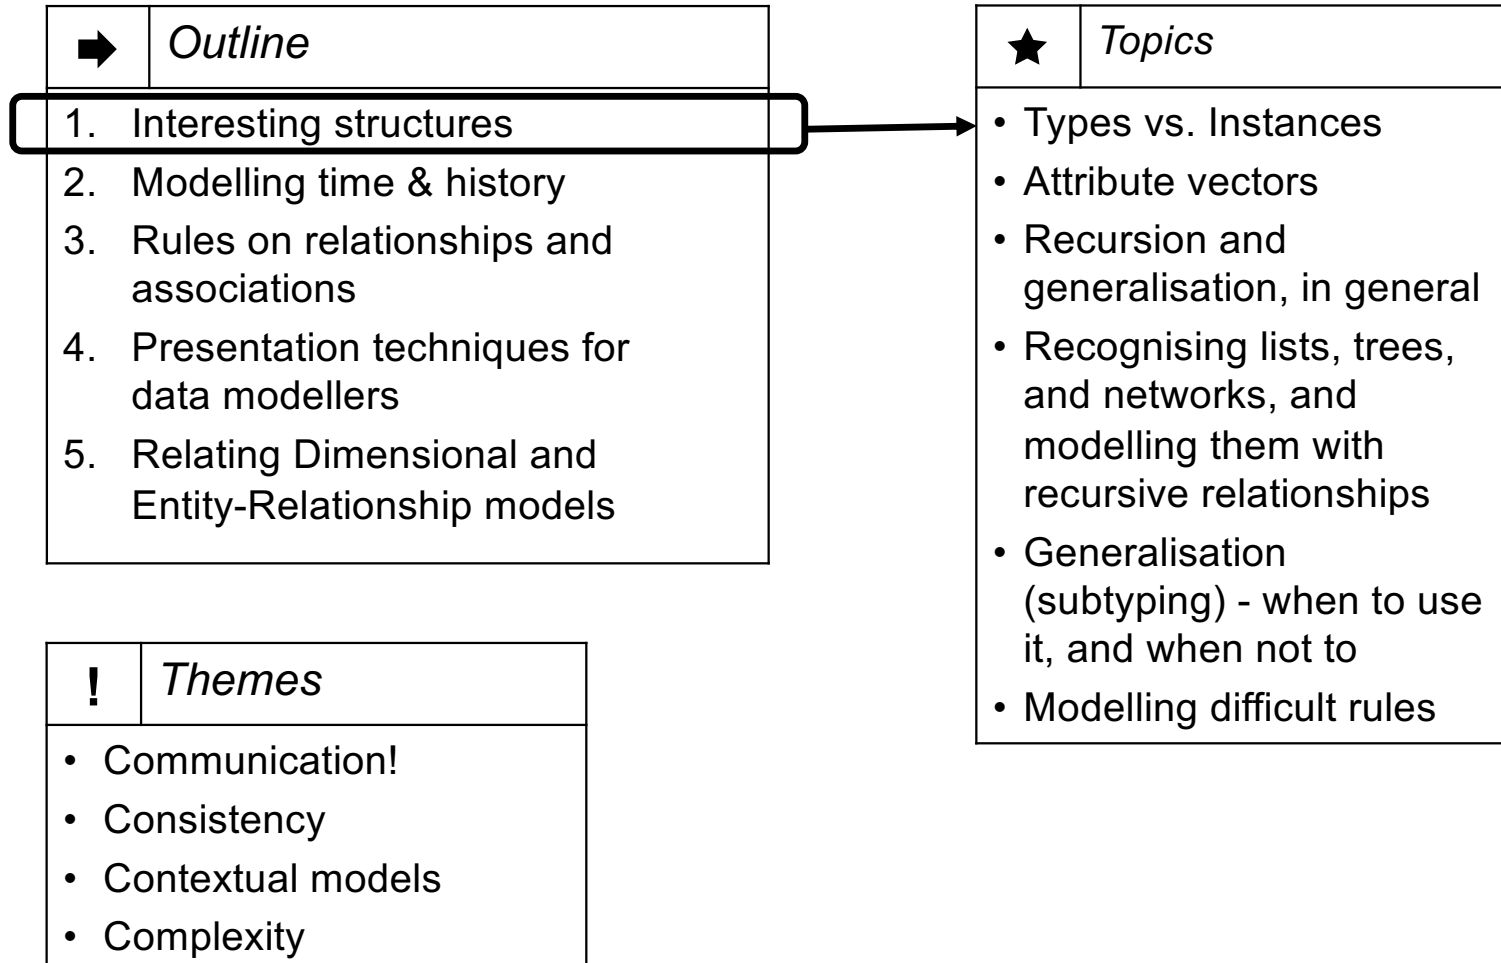 Outline
1. Interesting structures
2. Modelling time & history
3. Rules on relationships and
associations
4. Presentation techniques for
data modellers
5. Relating Dimensional and
Entity-Relationship models
! Themes
• Communication!
• Consistency
• Contextual models
• Complexity
Topics
• Types vs. Instances
• Attribute vectors
• Recursion and
generalisation, in general
• Recognising lists, trees,
and networks, and
modelling them with
recursive relationships
• Generalisation
(subtyping) - when to use
it, and when not to
• Modelling difficult rules